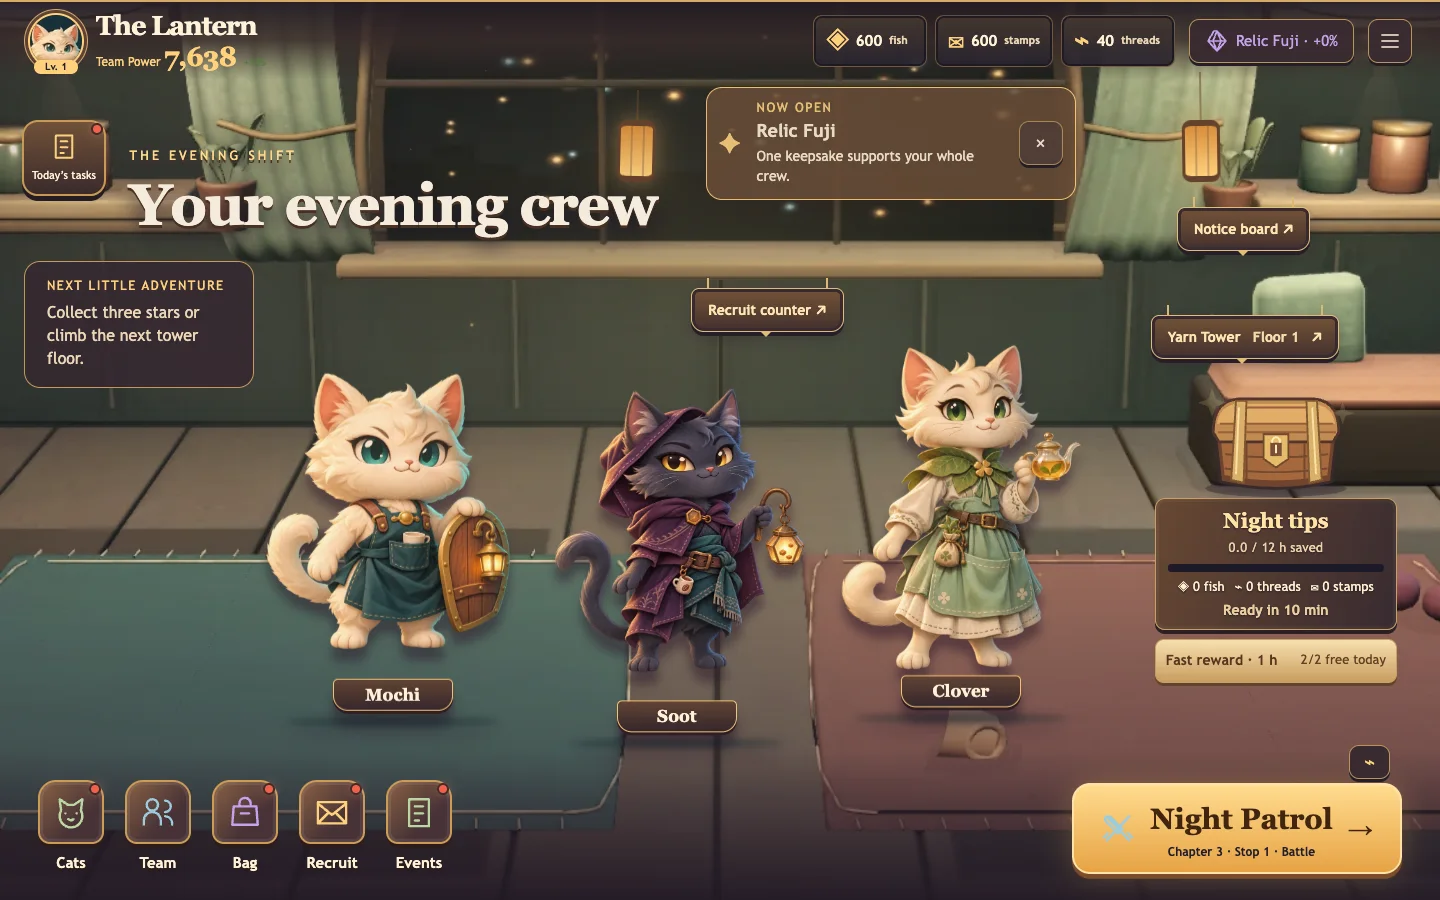 The Lantern
Team Power 7,638
Lv. 1
600 fish
600 stamps
40 threads
Relic Fuji · +0%
Today's tasks
THE EVENING SHIFT
Your evening crew
NOW OPEN
Relic Fuji
One keepsake supports your whole
crew.
×
Notice board ↗
NEXT LITTLE ADVENTURE
Collect three stars or
climb the next tower
floor.
Recruit counter ↗
Yarn Tower Floor 1 ↗
Night tips
0.0 / 12 h saved
0 fish 0 threads 0 stamps
Ready in 10 min
Fast reward · 1 h 2/2 free today
Mochi
Soot
Clover
Cats
Team
Bag
Recruit
Events
Night Patrol →
Chapter 3 · Stop 1 · Battle